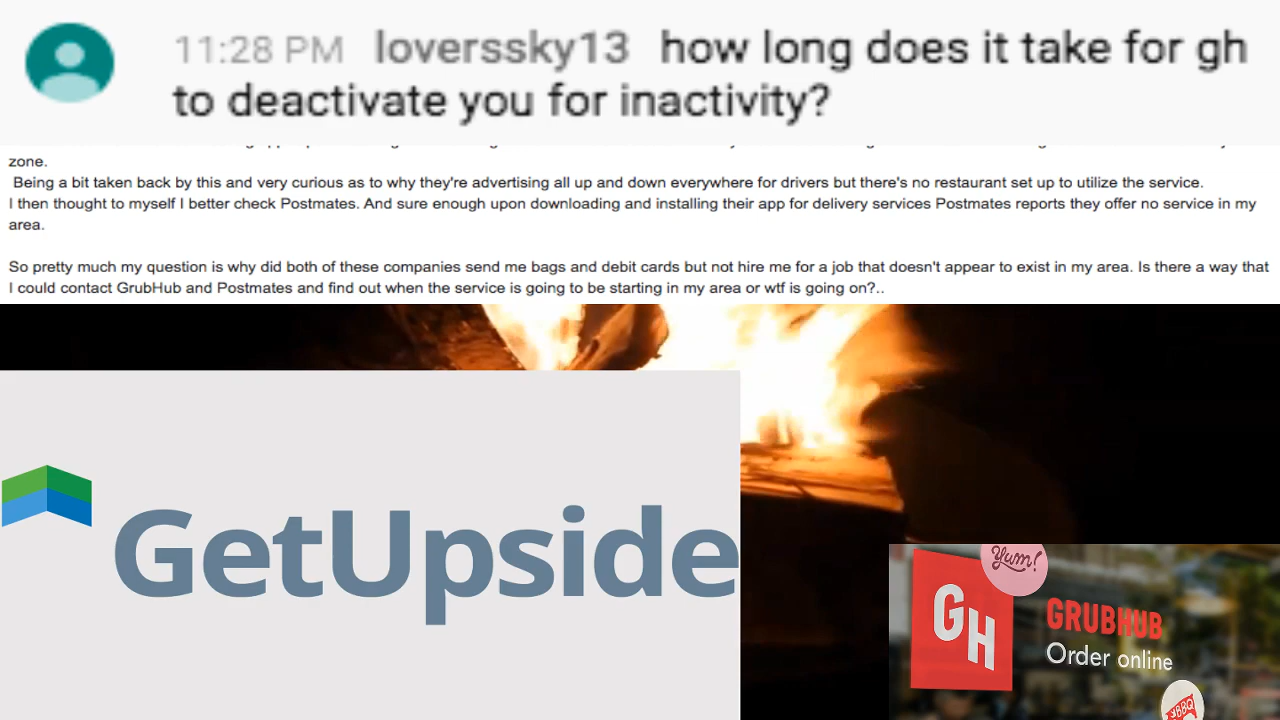 11:28 PM loverssky13 how long does it take for gh
to deactivate you for inactivity?
zone.
Being a bit taken back by this and very curious as to why they're advertising all up and down everywhere for drivers but there's no restaurant set up to utilize the service.
I then thought to myself I better check Postmates. And sure enough upon downloading and installing their app for delivery services Postmates reports they offer no service in my
area.
So pretty much my question is why did both of these companies send me bags and debit cards but not hire me for a job that doesn't appear to exist in my area. Is there a way that
I could contact GrubHub and Postmates and find out when the service is going to be starting in my area or wtf is going on?..
GetUpside
Yum!
GH
GRUBHUB
Order online
BBQ